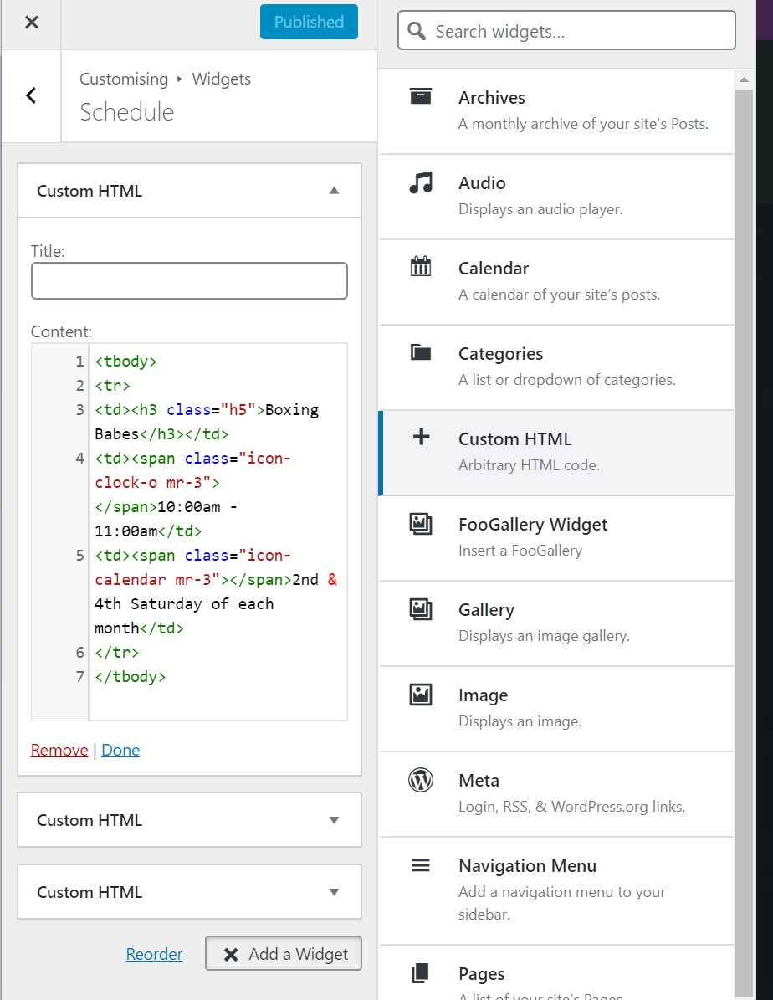 Published
Customising ▸ Widgets
Schedule
Custom HTML
Title:
Content:
1 <tbody>
2 <tr>
3 <td><h3 class="h5">Boxing
Babes</h3></td>
4 <td><span class="icon-
clock-o mr-3">
</span>10:00am -
11:00am</td>
5 <td><span class="icon-
calendar mr-3"></span>2nd &
4th Saturday of each
month</td>
6 </tr>
7 </tbody>
Remove | Done
Custom HTML
Custom HTML
Reorder
Add a Widget
Search widgets…
Archives
A monthly archive of your site’s Posts.
Audio
Displays an audio player.
Calendar
A calendar of your site’s posts.
Categories
A list or dropdown of categories.
Custom HTML
Arbitrary HTML code.
FooGallery Widget
Insert a FooGallery
Gallery
Displays an image gallery.
Image
Displays an image.
Meta
Login, RSS, & WordPress.org links.
Navigation Menu
Add a navigation menu to your
sidebar.
Pages
A list of your site’s Pages.